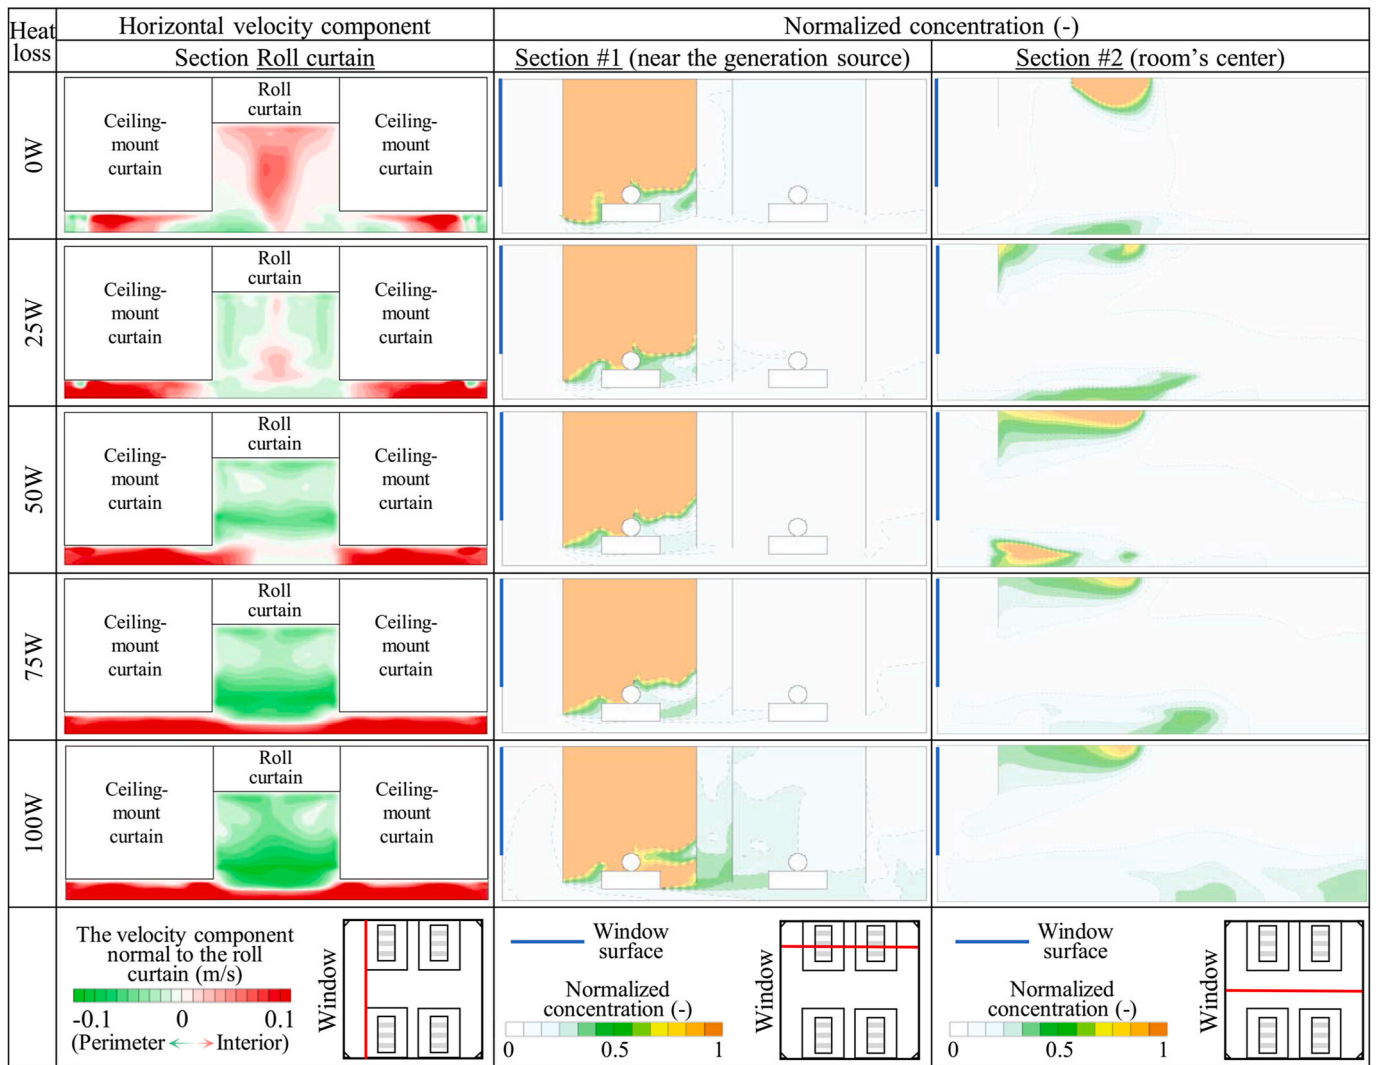 Heat loss
Horizontal velocity component
Normalized concentration (-)
Section Roll curtain
Section #1 (near the generation source)
Section #2 (room's center)
0W
Ceiling-
mount
curtain
Roll
curtain
Ceiling-
mount
curtain
25W
Ceiling-
mount
curtain
Roll
curtain
Ceiling-
mount
curtain
50W
Ceiling-
mount
curtain
Roll
curtain
Ceiling-
mount
curtain
75W
Ceiling-
mount
curtain
Roll
curtain
Ceiling-
mount
curtain
100W
Ceiling-
mount
curtain
Roll
curtain
Ceiling-
mount
curtain
The velocity component
normal to the roll
curtain (m/s)
-0.1 0 0.1
(Perimeter Interior)
Window
Window
surface
Normalized
concentration (-)
0 0.5 1
Window
Window
surface
Normalized
concentration (-)
0 0.5 1
Window